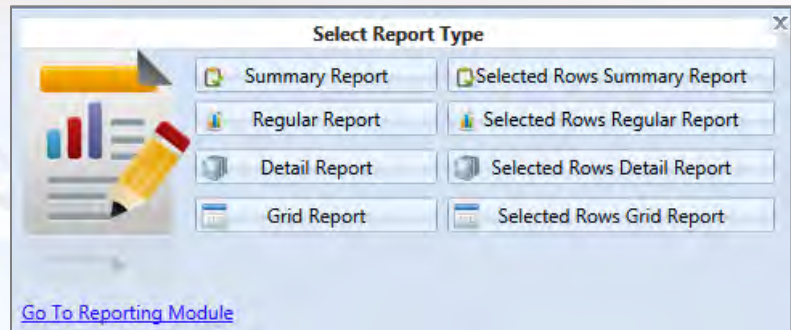 Select Report Type
x
Summary Report
Selected Rows Summary Report
Regular Report
Selected Rows Regular Report
Detail Report
Selected Rows Detail Report
Grid Report
Selected Rows Grid Report
Go To Reporting Module